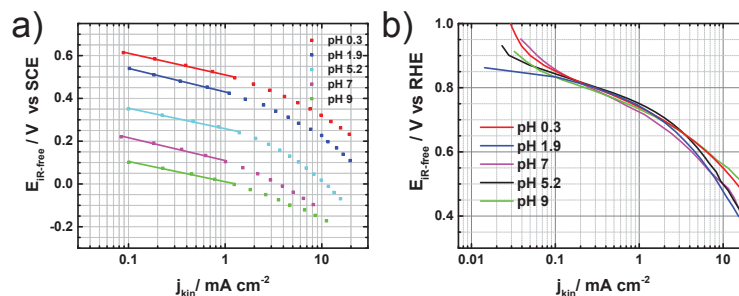 a)
E_iR-free / V vs SCE
0.6
0.4
0.2
0.0
-0.2
0.1
1
10
j_kin/ mA cm⁻²
pH 0.3
pH 1.9
pH 5.2
pH 7
pH 9
b)
E_iR-free / V vs RHE
1.0
0.8
0.6
0.4
0.01
0.1
1
10
j_kin/ mA cm⁻²
pH 0.3
pH 1.9
pH 7
pH 5.2
pH 9